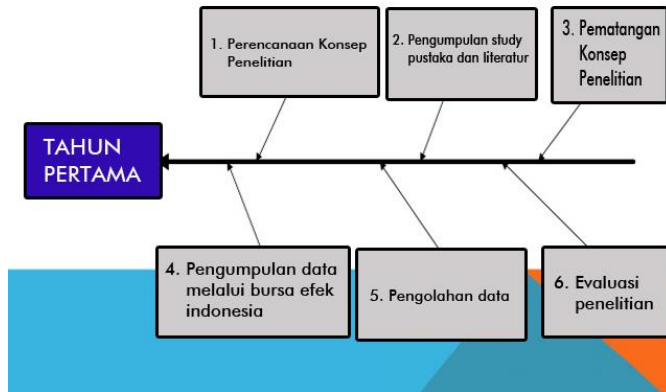 1. Perencanaan Konsep
Penelitian
2. Pengumpulan study
pustaka dan literatur
3. Pematangan
Konsep
Penelitian
TAHUN
PERTAMA
4. Pengumpulan data
melalui bursa efek
indonesia
5. Pengolahan data
6. Evaluasi
penelitian